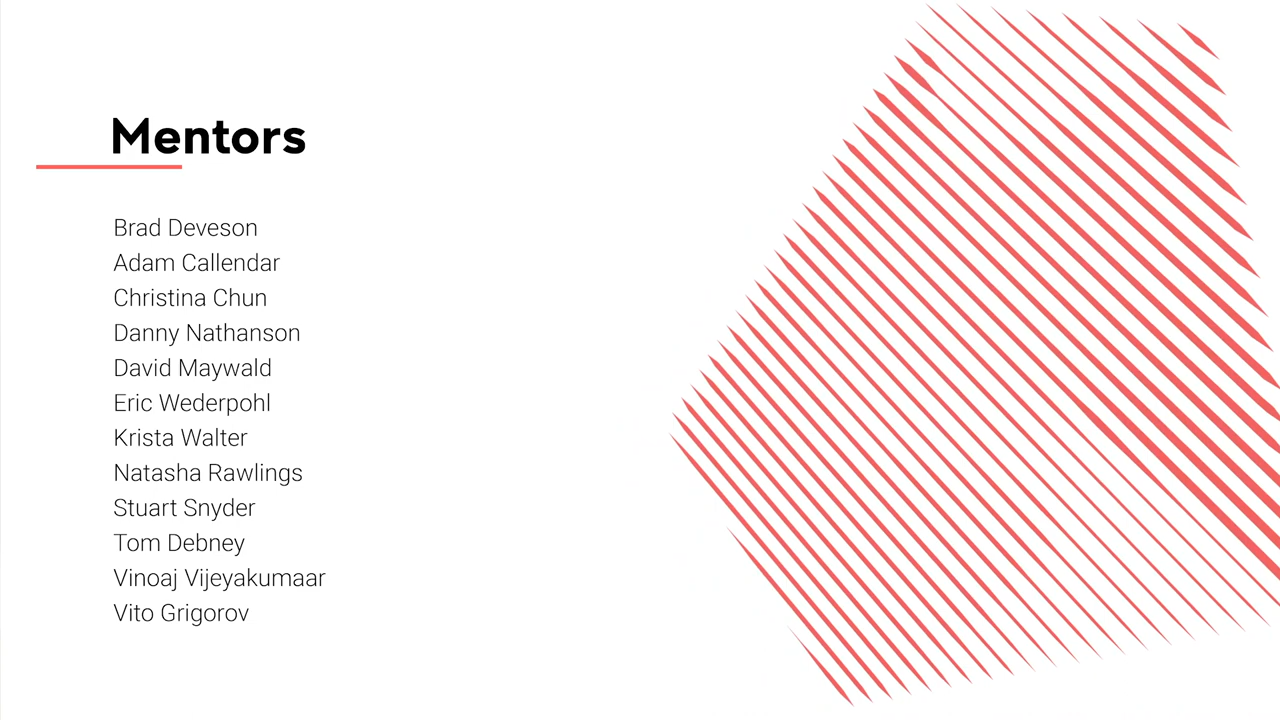 Mentors
Brad Deveson
Adam Callendar
Christina Chun
Danny Nathanson
David Maywald
Eric Wederpohl
Krista Walter
Natasha Rawlings
Stuart Snyder
Tom Debney
Vinoaj Vijeyakumaar
Vito Grigorov